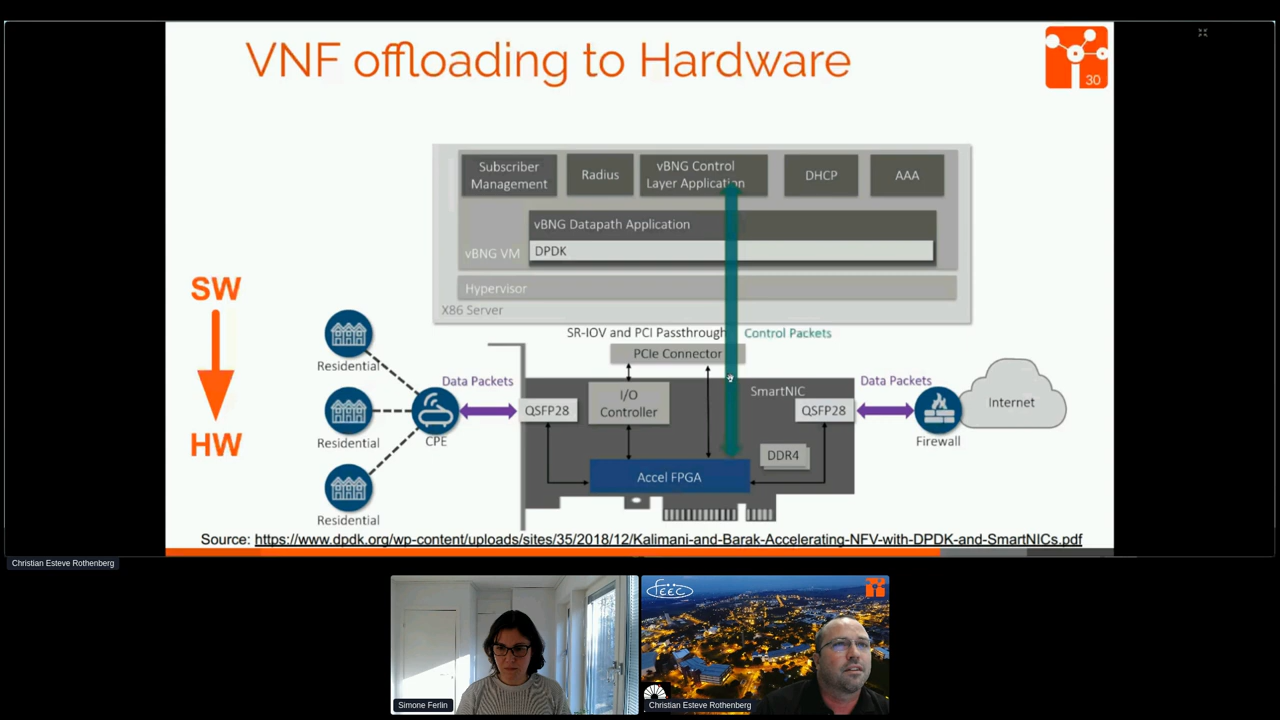 VNF offloading to Hardware
30
Subscriber
Management
Radius
vBNG Control
Layer Application
DHCP
AAA
vBNG Datapath Application
vBNG VM
DPDK
Hypervisor
X86 Server
SW
HW
SR-IOV and PCI Passthrough
Control Packets
PCIe Connector
Residential
Residential
Residential
CPE
Data Packets
QSFP28
I/O
Controller
SmartNIC
QSFP28
DDR4
Accel FPGA
Data Packets
Firewall
Internet
Source: https://www.dpdk.org/wp-content/uploads/sites/35/2018/12/Kalimani-and-Barak-Accelerating-NFV-with-DPDK-and-SmartNICs.pdf
Christian Esteve Rothenberg
Simone Ferlin
FEEC
Christian Esteve Rothenberg